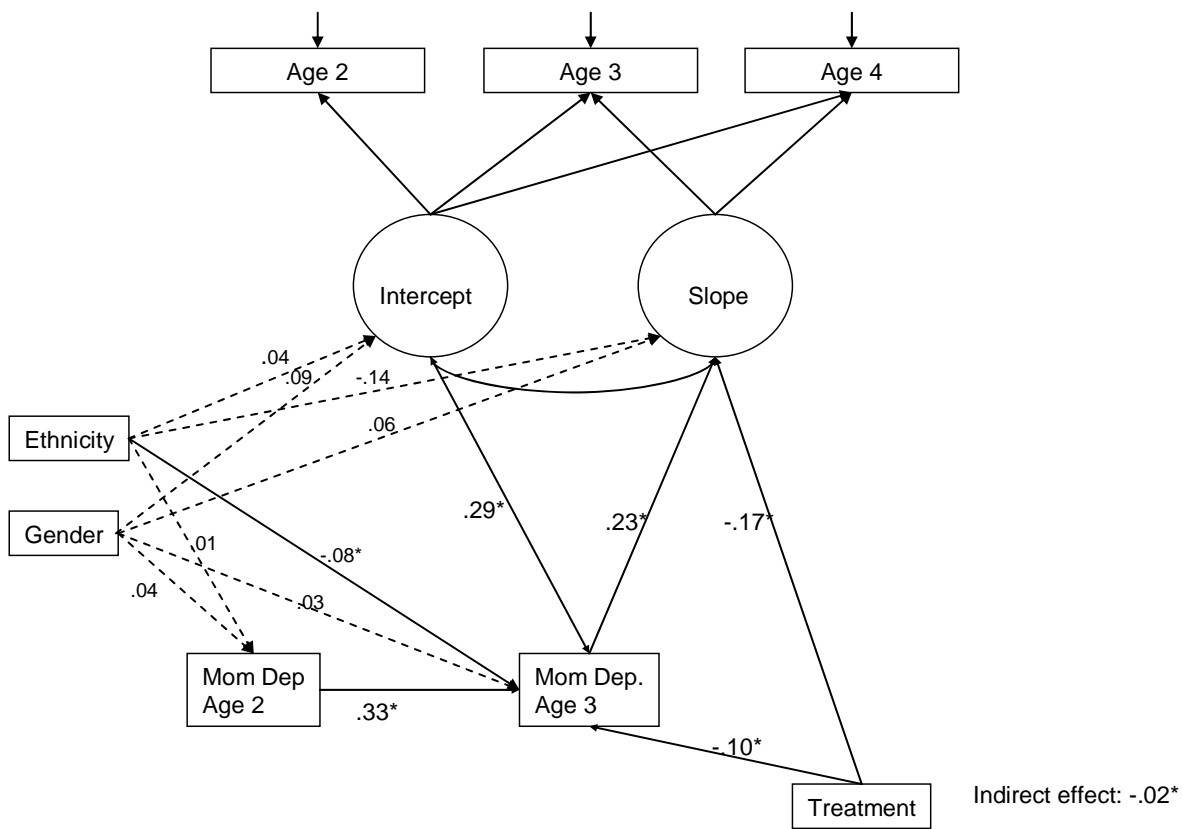 Age 2
Age 3
Age 4
Intercept
Slope
.04
.09
-.14
.06
Ethnicity
Gender
.29*
.23*
-.17*
.01
-.08*
.04
.03
Mom Dep
Age 2
Mom Dep.
Age 3
.33*
-.10*
Treatment
Indirect effect: -.02*